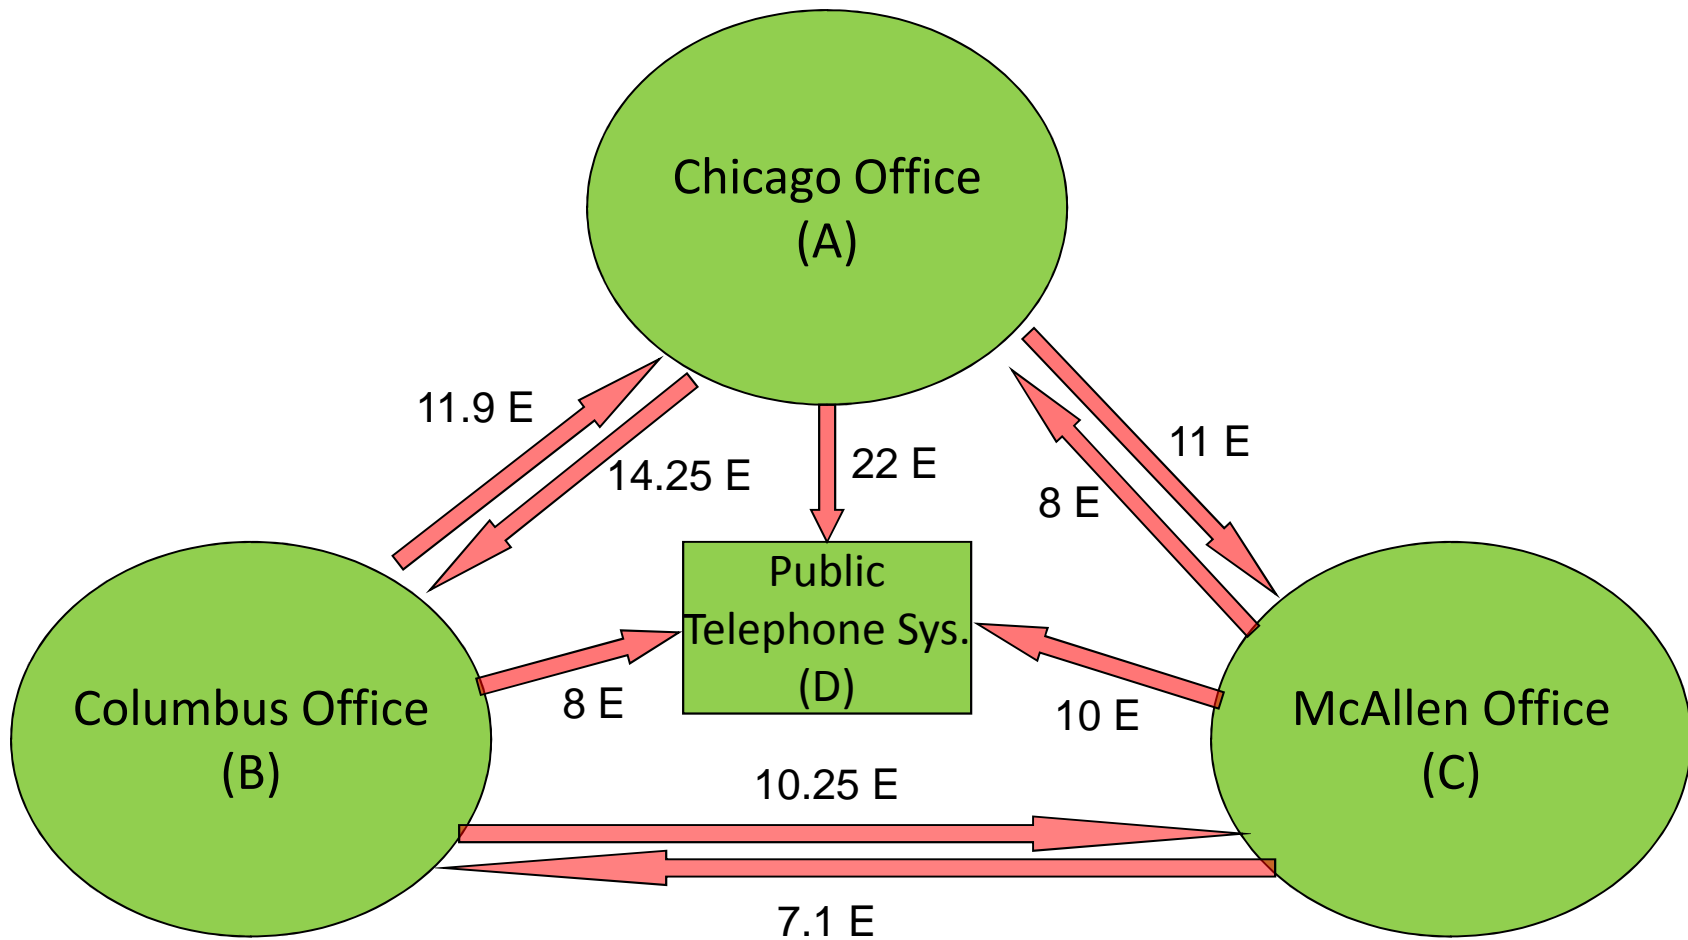 Chicago Office
(A)
11.9 E
14.25 E
22 E
11 E
8 E
Public
Telephone Sys.
(D)
Columbus Office
(B)
8 E
10 E
McAllen Office
(C)
10.25 E
7.1 E